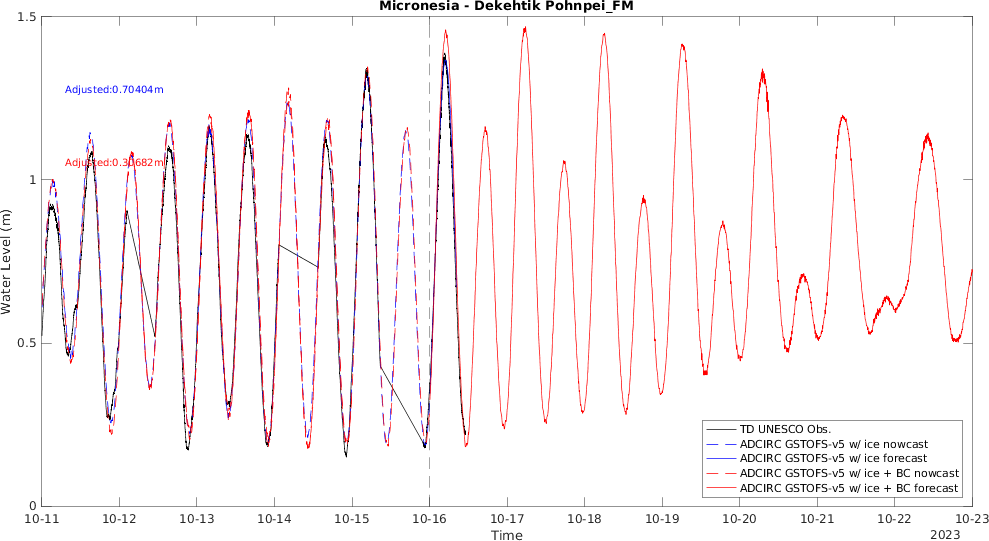 Micronesia - Dekehtik Pohnpei_FM
Water Level (m)
1.5
1
0.5
0
Adjusted:0.70404m
Adjusted:0.30682m
TD UNESCO Obs.
ADCIRC GSTOFS-v5 w/ ice nowcast
ADCIRC GSTOFS-v5 w/ ice forecast
ADCIRC GSTOFS-v5 w/ ice + BC nowcast
ADCIRC GSTOFS-v5 w/ ice + BC forecast
10-11 10-12 10-13 10-14 10-15 10-16 10-17 10-18 10-19 10-20 10-21 10-22 10-23
Time
2023